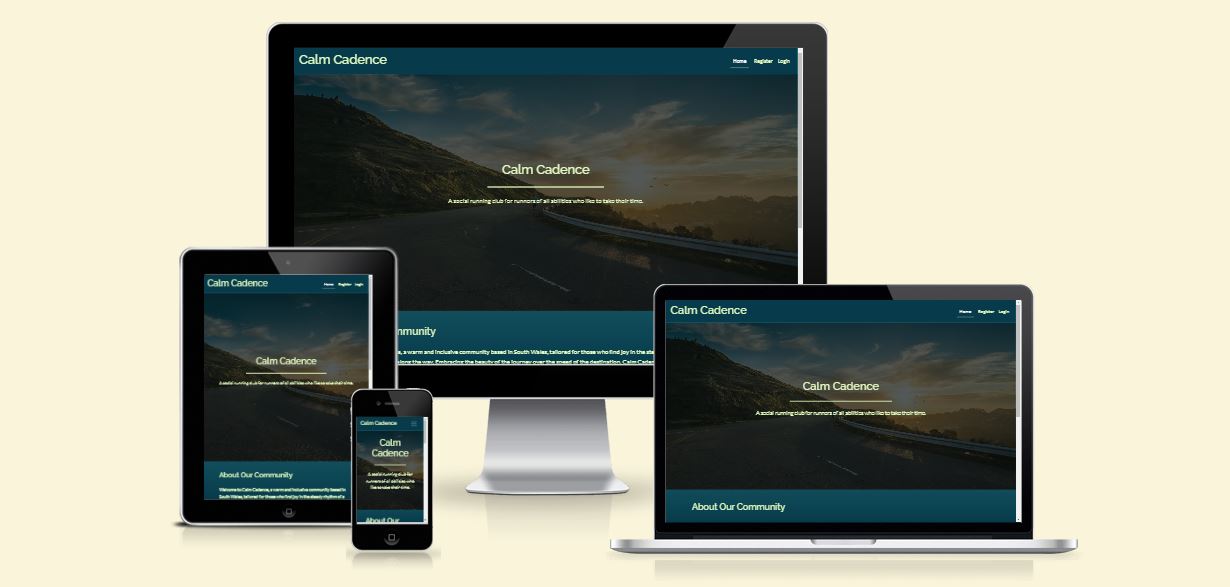 Calm Cadence
Home Register Login
Calm Cadence
A social running club for runners of all abilities who like to take their time.
mmunity
s, a warm and inclusive community based in South Wales, tailored for those who find joy in the ste
along the way. Embracing the beauty of the journey over the speed of the destination, Calm Cadenc
Calm Cadence
Home Register Login
Calm Cadence
A social running club for runners of all abilities who like to take their time.
About Our Community
Welcome to Calm Cadence, a warm and inclusive community based in
South Wales, tailored for those who find joy in the steady rhythm of a
Calm Cadence
Calm
Cadence
A social running club for
runners of all abilities who
like to take their time.
About Our
Calm Cadence
Home Register Login
Calm Cadence
A social running club for runners of all abilities who like to take their time.
About Our Community